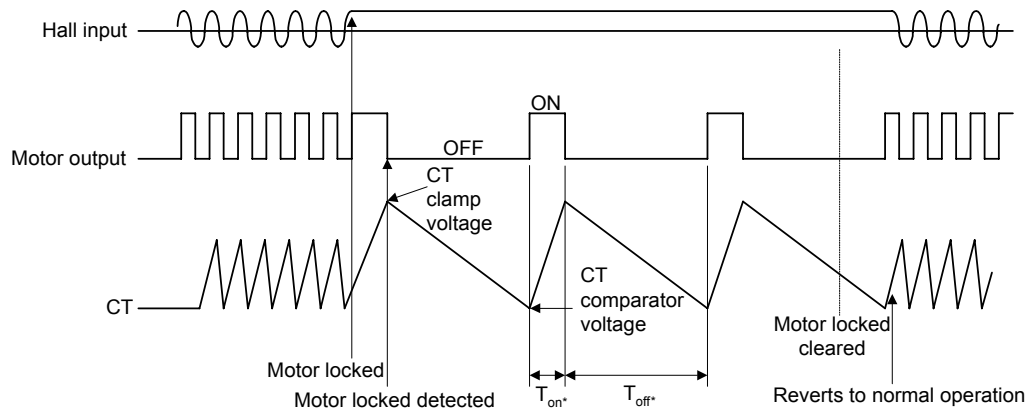 Hall input
ON
Motor output
OFF
CT
clamp
voltage
CT
comparator
voltage
CT
Motor locked
cleared
Motor locked
Motor locked detected
Ton*
Toff*
Reverts to normal operation